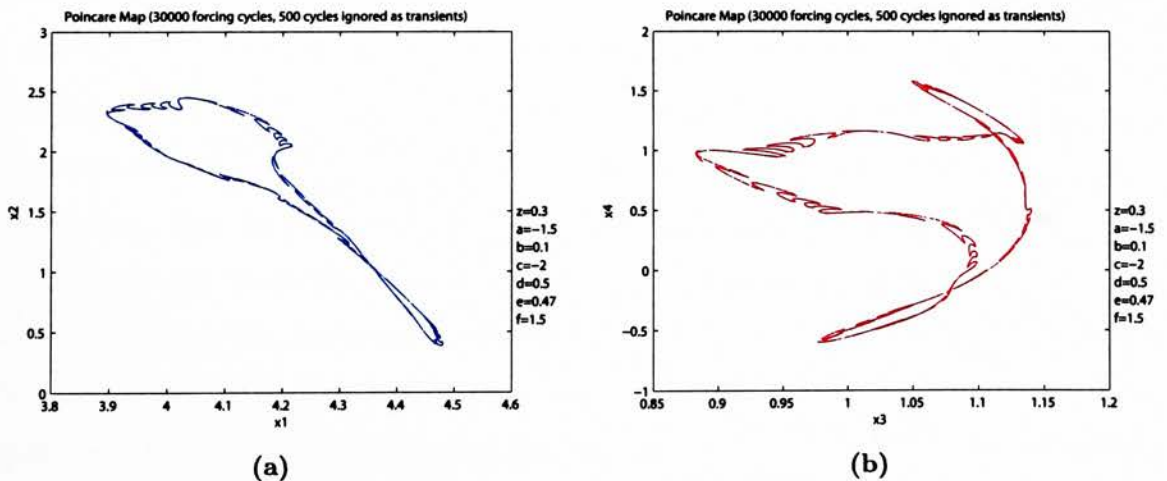 Poincare Map (30000 forcing cycles, 500 cycles ignored as transients)
3
2.5
2
1.5
1
0.5
0
x2
3.8 3.9 4 4.1 4.2 4.3 4.4 4.5 4.6
x1
z=0.3
a=−1.5
b=0.1
c=−2
d=0.5
e=0.47
f=1.5
(a)
Poincare Map (30000 forcing cycles, 500 cycles ignored as transients)
2
1.5
1
0.5
0
−0.5
−1
x4
0.85 0.9 0.95 1 1.05 1.1 1.15 1.2
x3
z=0.3
a=−1.5
b=0.1
c=−2
d=0.5
e=0.47
f=1.5
(b)